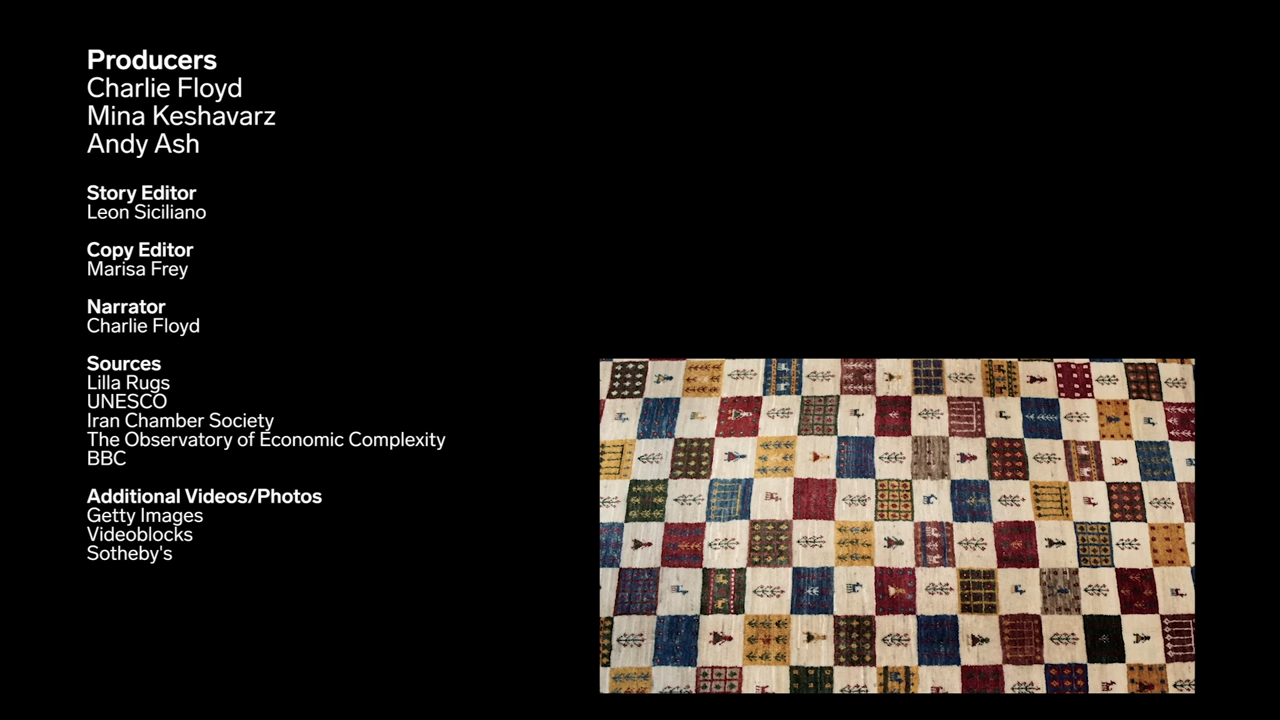 Producers
Charlie Floyd
Mina Keshavarz
Andy Ash
Story Editor
Leon Siciliano
Copy Editor
Marisa Frey
Narrator
Charlie Floyd
Sources
Lilla Rugs
UNESCO
Iran Chamber Society
The Observatory of Economic Complexity
BBC
Additional Videos/Photos
Getty Images
Videoblocks
Sotheby's